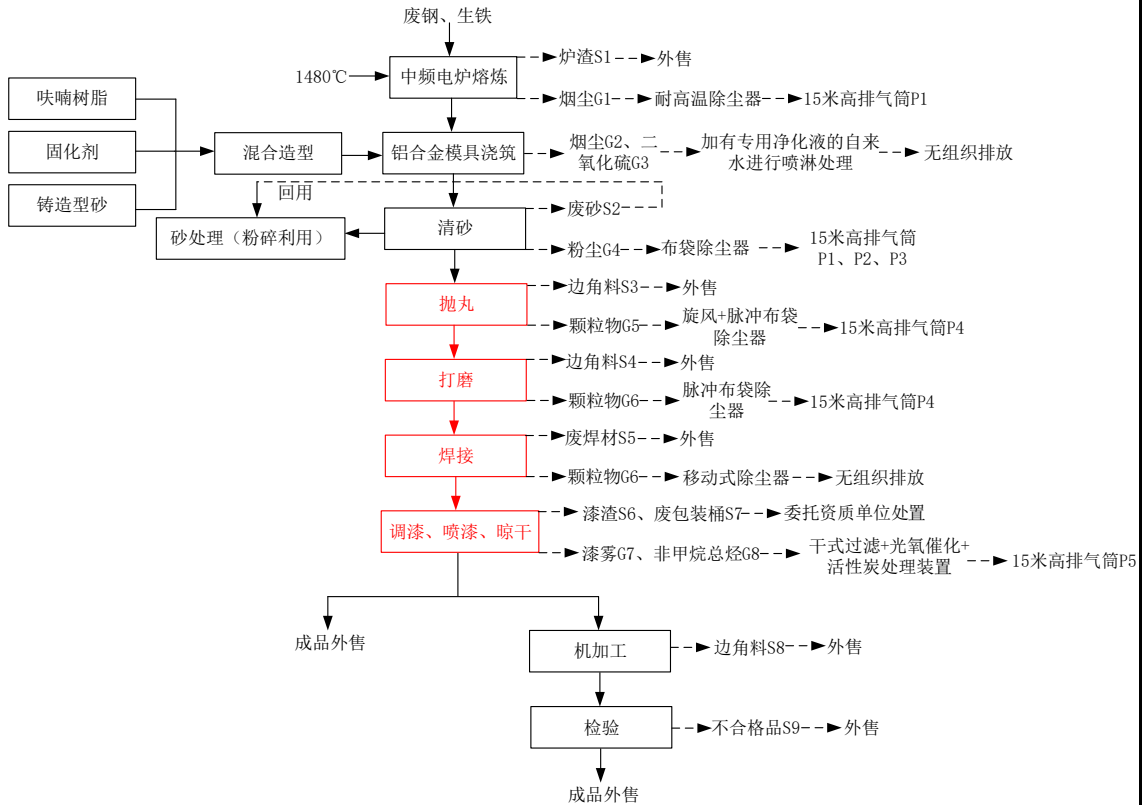 废钢、生铁
炉渣S1
外售
1480℃
中频电炉熔炼
烟尘G1
耐高温除尘器
15米高排气筒P1
呋喃树脂
固化剂
铸造型砂
混合造型
铝合金模具浇筑
烟尘G2、二
氧化硫G3
加有专用净化液的自来
水进行喷淋处理
无组织排放
回用
废砂S2
砂处理（粉碎利用）
清砂
粉尘G4
布袋除尘器
15米高排气筒
P1、P2、P3
边角料S3
外售
抛丸
颗粒物G5
旋风+脉冲布袋
除尘器
15米高排气筒P4
边角料S4
外售
打磨
颗粒物G6
脉冲布袋除
尘器
15米高排气筒P4
废焊材S5
外售
焊接
颗粒物G6
移动式除尘器
无组织排放
漆渣S6、废包装桶S7
委托资质单位处置
调漆、喷漆、晾干
漆雾G7、非甲烷总烃G8
干式过滤+光氧催化+
活性炭处理装置
15米高排气筒P5
成品外售
机加工
边角料S8
外售
检验
不合格品S9
外售
成品外售